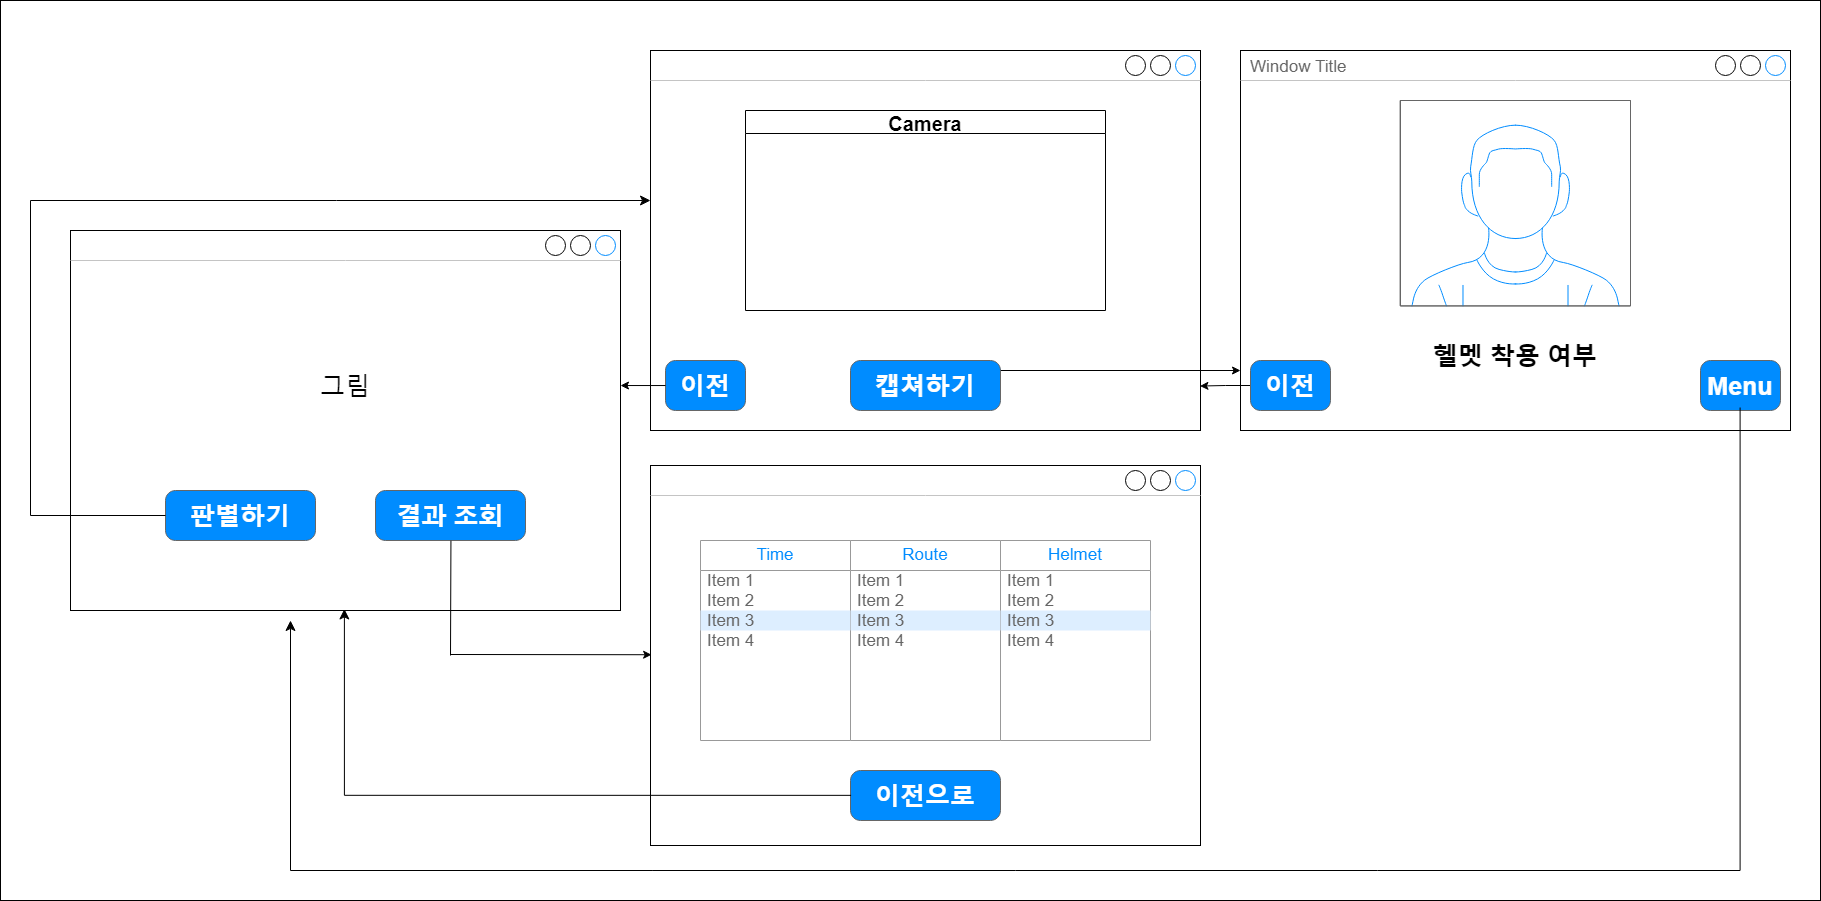 그림
판별하기
결과 조회
Camera
이전
캡쳐하기
Window Title
헬멧 착용 여부
이전
Menu
Time Route Helmet
Item 1 Item 1 Item 1
Item 2 Item 2 Item 2
Item 3 Item 3 Item 3
Item 4 Item 4 Item 4
이전으로